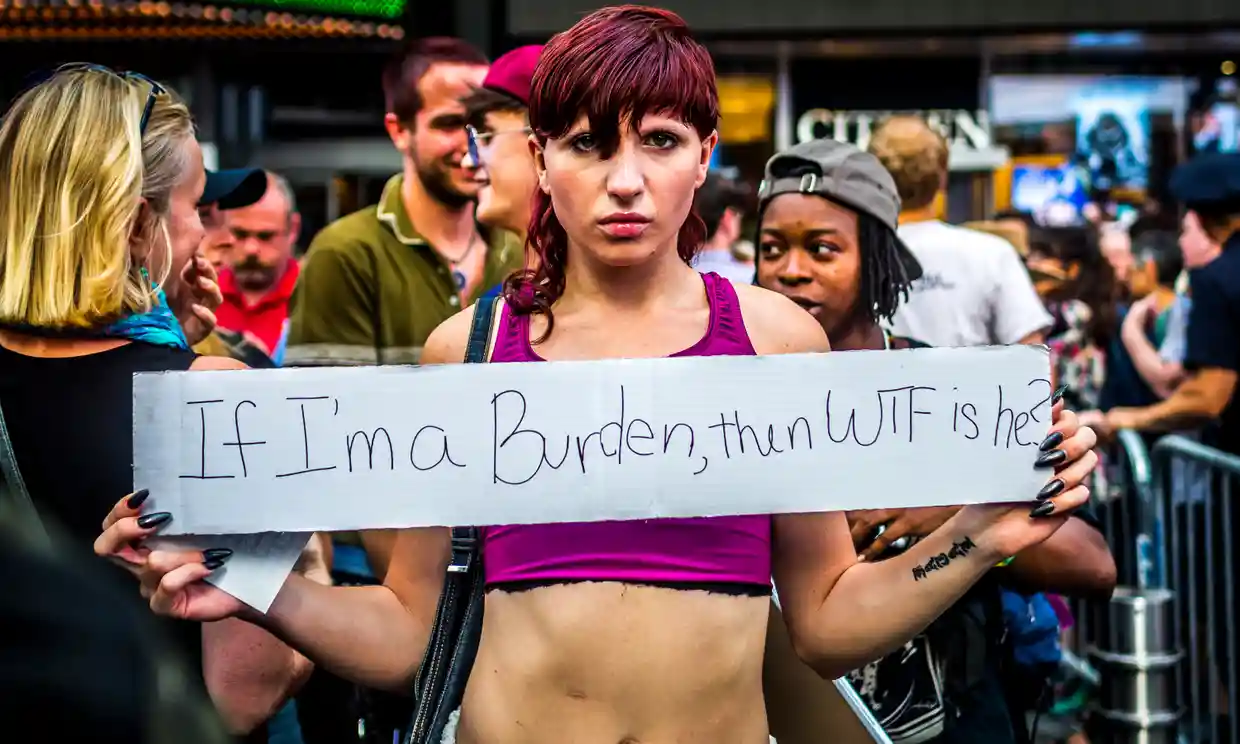 If I'm a Burden, then WTF is he?
CITIZEN